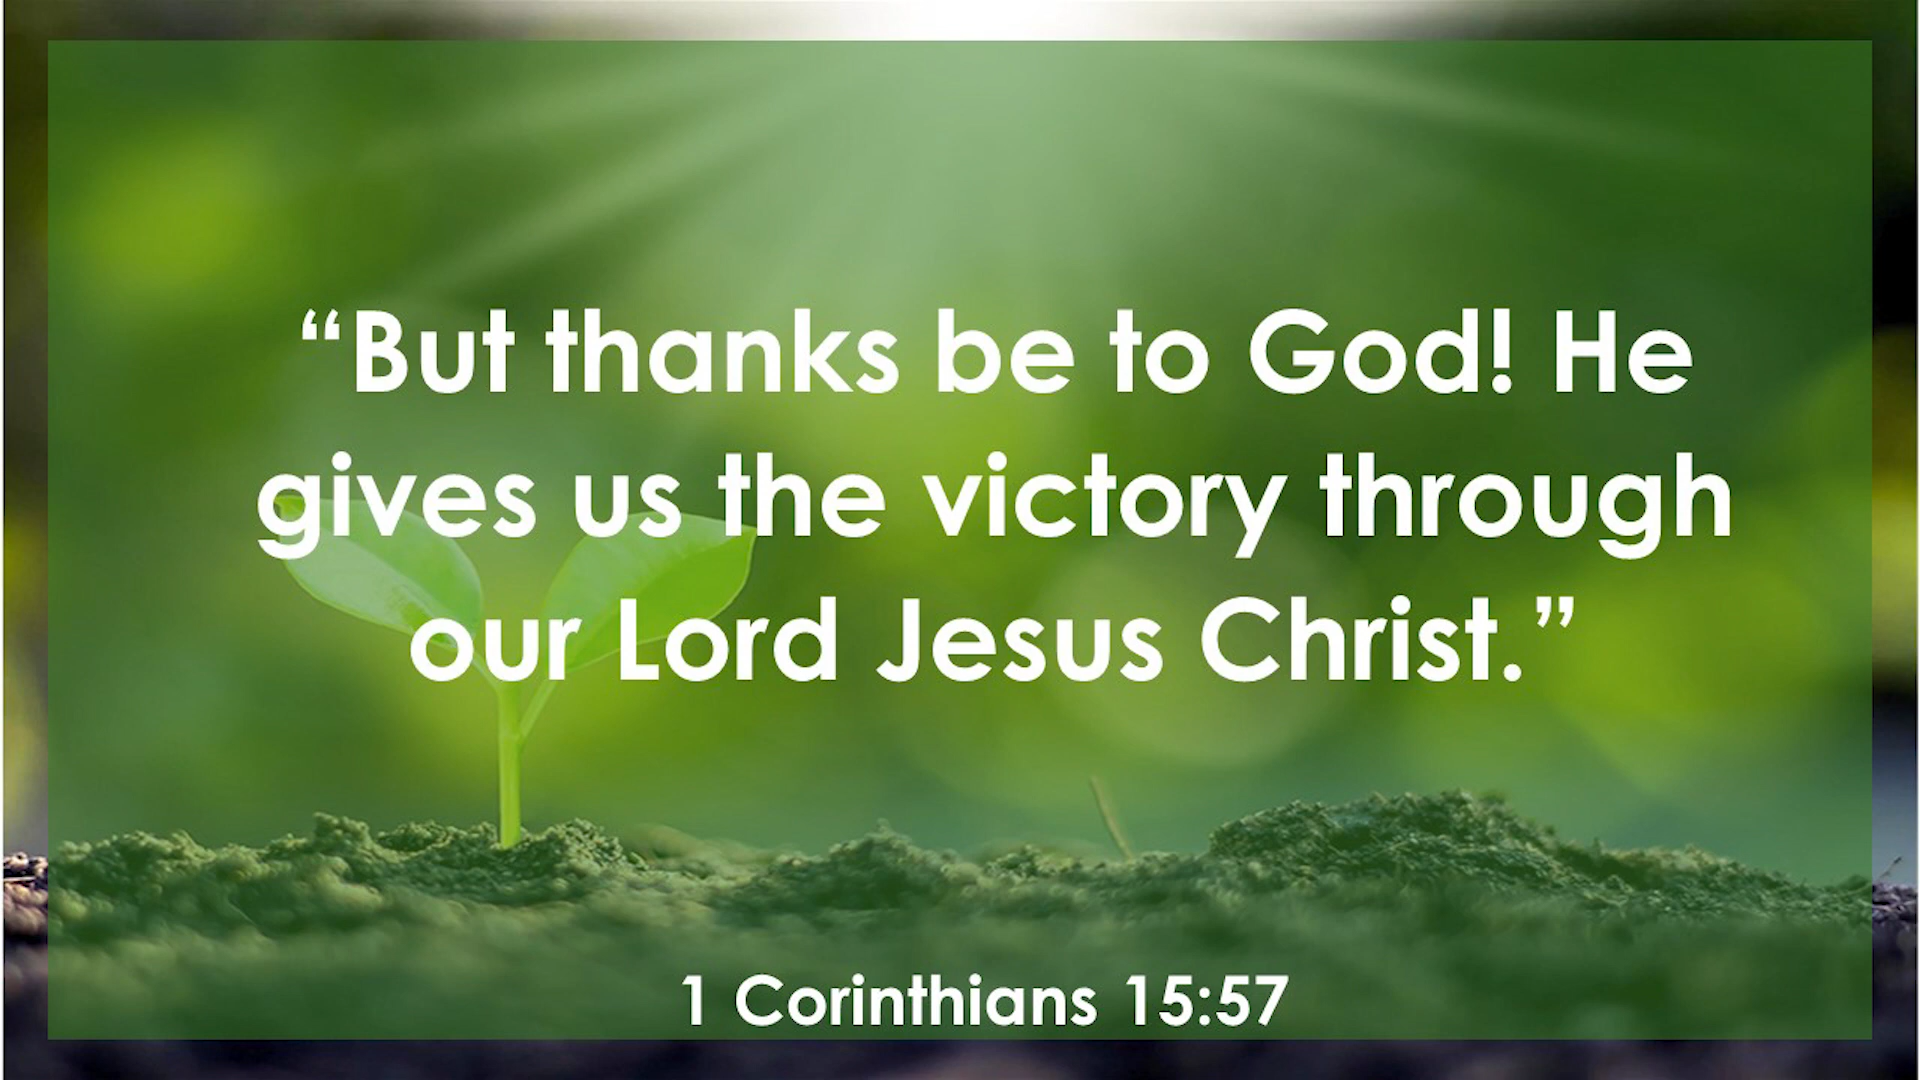 “But thanks be to God! He
gives us the victory through
our Lord Jesus Christ.”
1 Corinthians 15:57